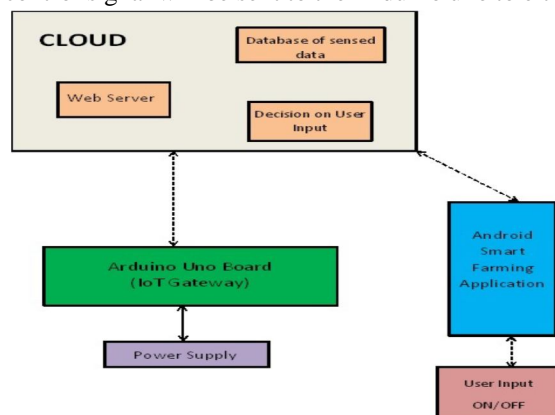 CLOUD
Database of sensed
data
Web Server
Decision on User
Input
Arduino Uno Board
(IoT Gateway)
Power Supply
Android
Smart
Farming
Application
User Input
ON/OFF